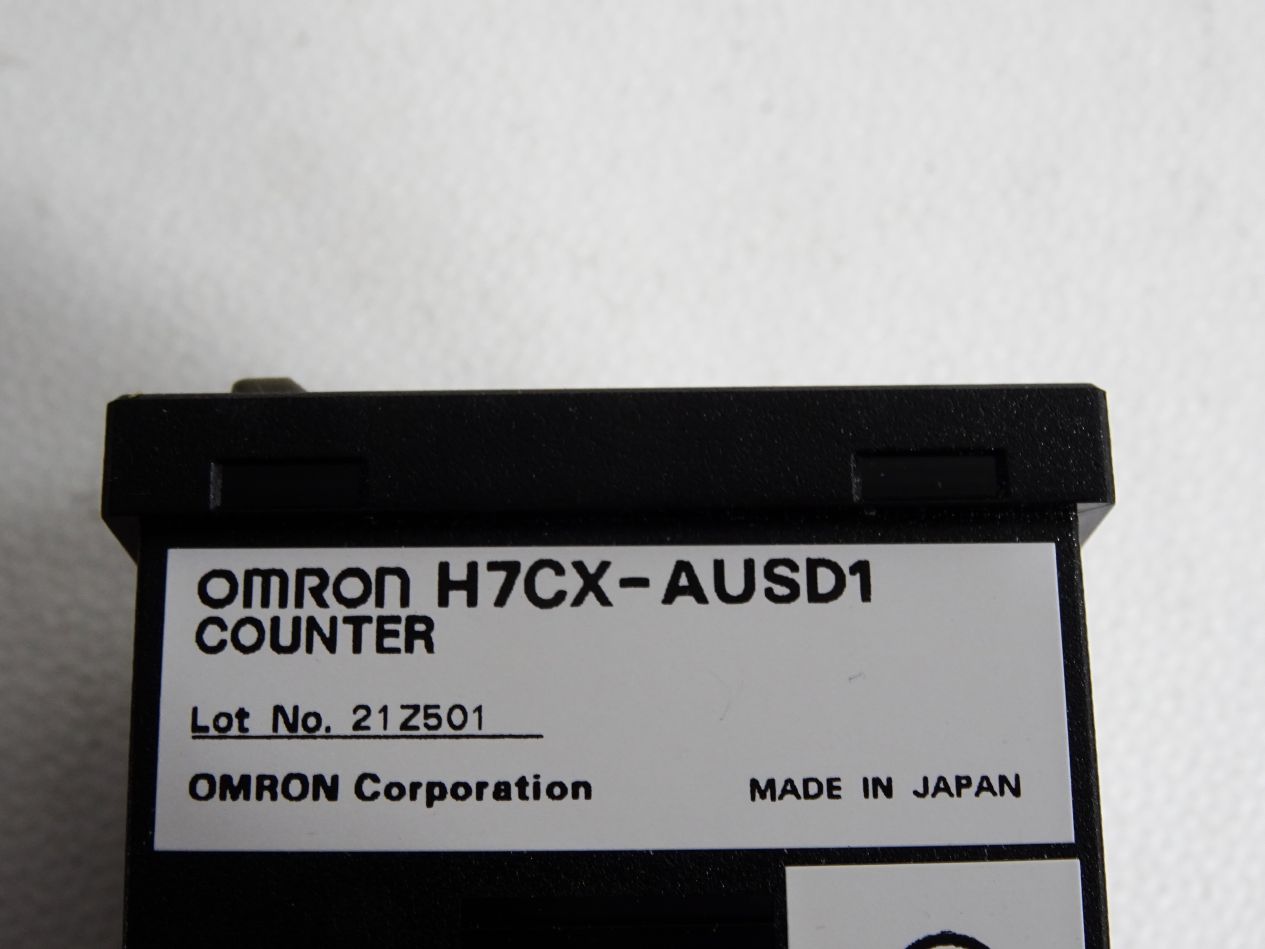 OMRON H7CX-AUSD1
COUNTER
Lot No. 21Z501
OMRON Corporation MADE IN JAPAN